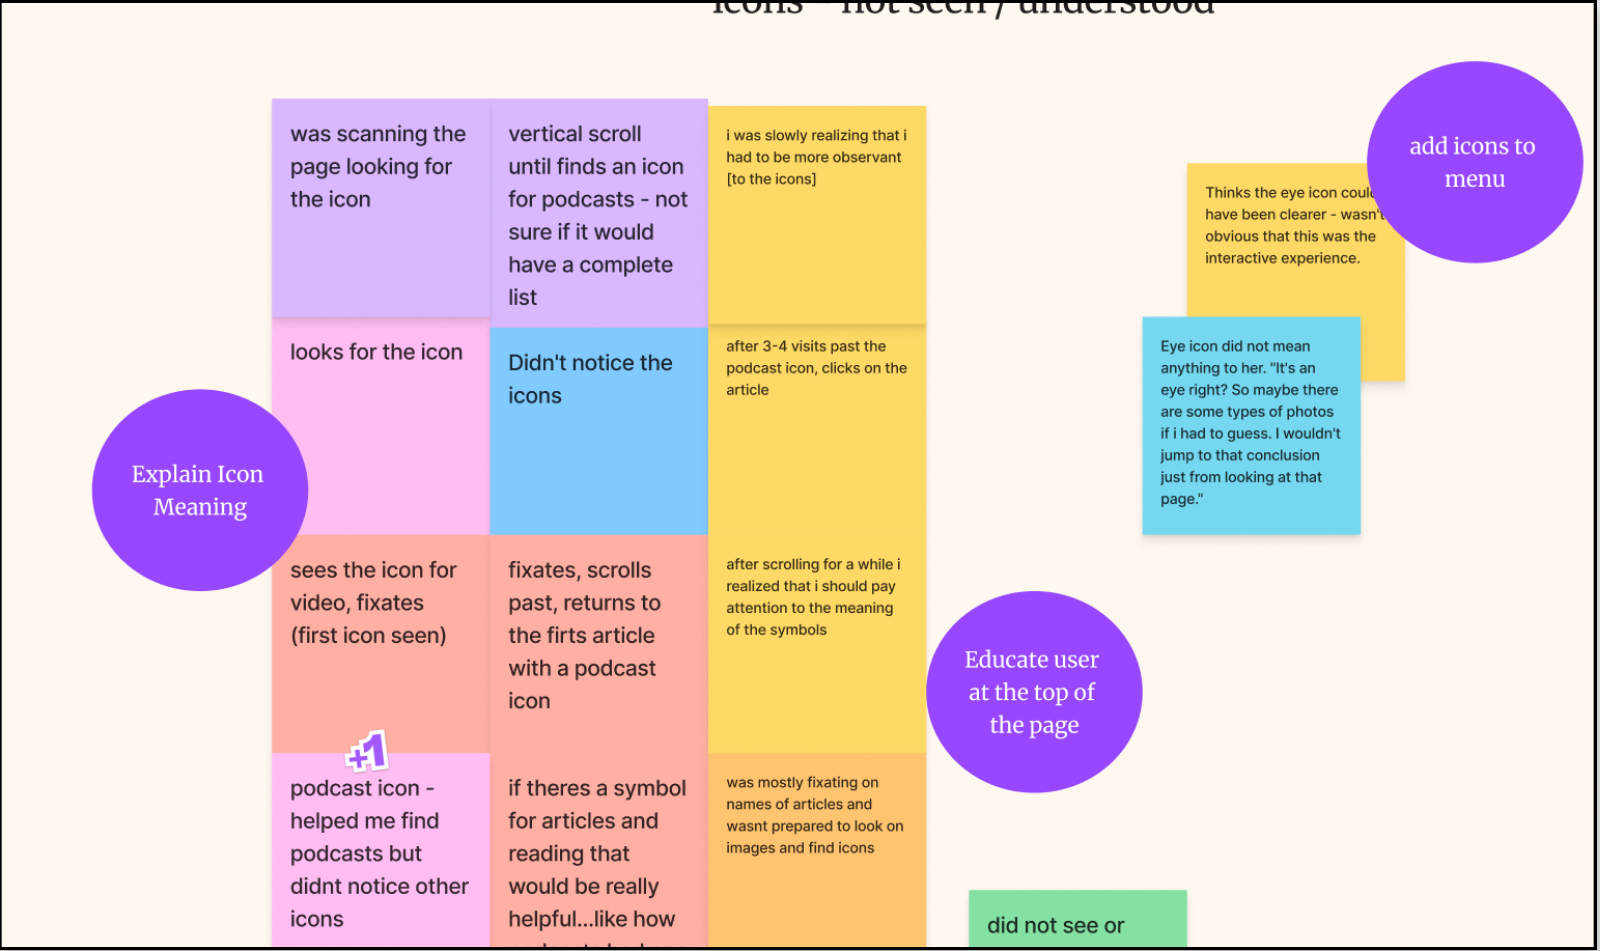 Icons - not seen / understood
was scanning the
page looking for
the icon
vertical scroll
until finds an icon
for podcasts - not
sure if it would
have a complete
list
i was slowly realizing that i
had to be more observant
[to the icons]
looks for the icon
Didn't notice the
icons
after 3-4 visits past the
podcast icon, clicks on the
article
sees the icon for
video, fixates
(first icon seen)
fixates, scrolls
past, returns to
the firts article
with a podcast
icon
after scrolling for a while i
realized that i should pay
attention to the meaning
of the symbols
+1
podcast icon -
helped me find
podcasts but
didnt notice other
icons
if theres a symbol
for articles and
reading that
would be really
helpful...like how
was mostly fixating on
names of articles and
wasnt prepared to look on
images and find icons
Explain Icon
Meaning
Educate user
at the top of
the page
add icons to
menu
Thinks the eye icon could
have been clearer - wasn't
obvious that this was the
interactive experience.
Eye icon did not mean
anything to her. "It's an
eye right? So maybe there
are some types of photos
if i had to guess. I wouldn't
jump to that conclusion
just from looking at that
page."
did not see or